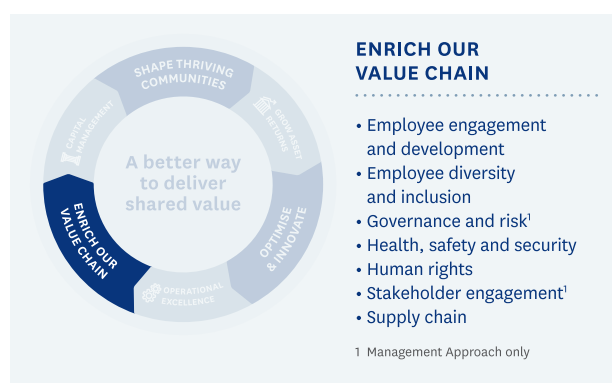 SHAPE THRIVING
COMMUNITIES
GROW ASSET
RETURNS
OPTIMISE
& INNOVATE
OPERATIONAL
EXCELLENCE
ENRICH OUR
VALUE CHAIN
CAPITAL
MANAGEMENT
A better way
to deliver
shared value
ENRICH OUR
VALUE CHAIN
• Employee engagement
and development
• Employee diversity
and inclusion
• Governance and risk¹
• Health, safety and security
• Human rights
• Stakeholder engagement¹
• Supply chain
1 Management Approach only